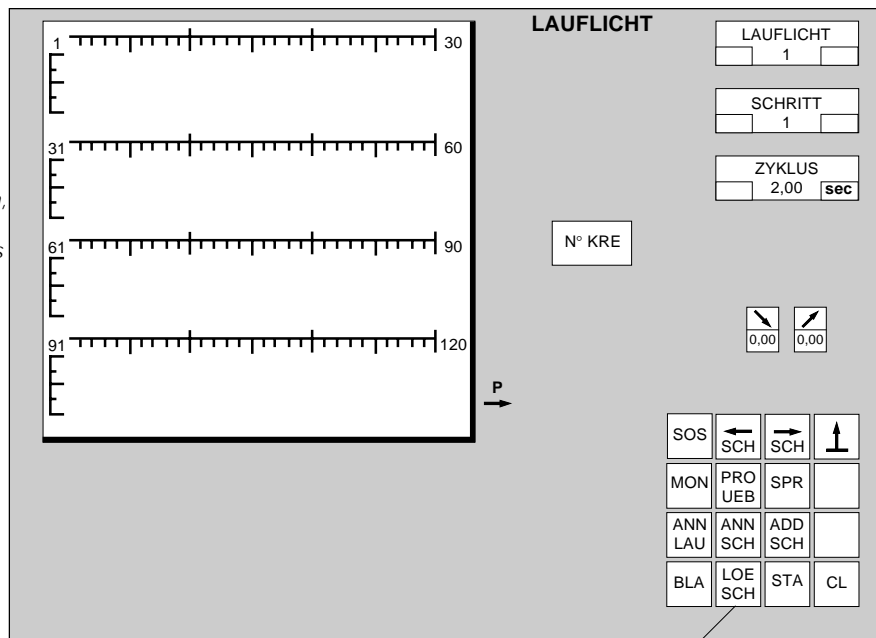 LAUFLICHT
1 30
31 60
61 90
91 120
P
LAUFLICHT
1
SCHRITT
1
ZYKLUS
2,00 sec
N° KRE
0,00 0,00
SOS
SCH
SCH
MON
PRO
UEB
SPR
ANN
LAU
ANN
SCH
ADD
SCH
BLA
LOE
SCH
STA
CL